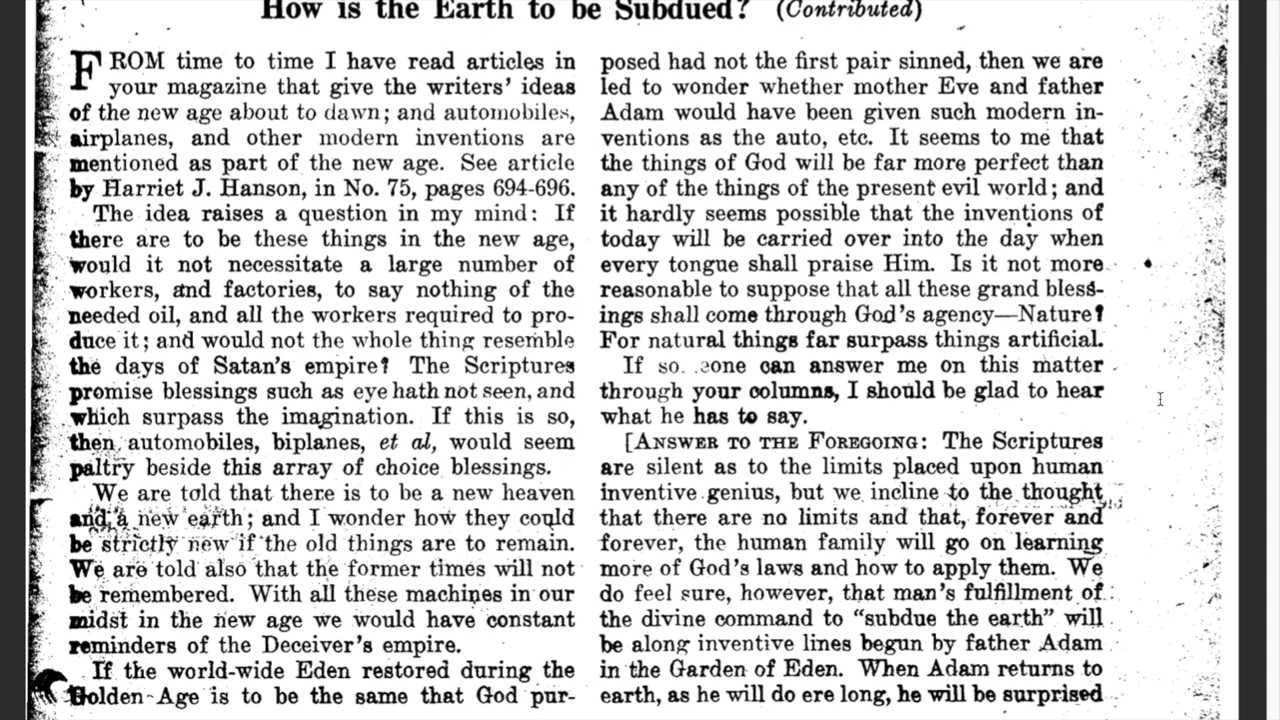 How is the Earth to be Subdued? (Contributed)
FROM time to time I have read articles in
your magazine that give the writers' ideas
of the new age about to dawn; and automobiles,
airplanes, and other modern inventions are
mentioned as part of the new age. See article
by Harriet J. Hanson, in No. 75, pages 694-696.
The idea raises a question in my mind: If
there are to be these things in the new age,
would it not necessitate a large number of
workers, and factories, to say nothing of the
needed oil, and all the workers required to pro-
duce it; and would not the whole thing resemble
the days of Satan's empire? The Scriptures
promise blessings such as eye hath not seen, and
which surpass the imagination. If this is so,
then automobiles, biplanes, et al, would seem
paltry beside this array of choice blessings.
We are told that there is to be a new heaven
and a new earth; and I wonder how they could
be strictly new if the old things are to remain.
We are told also that the former times will not
be remembered. With all these machines in our
midst in the new age we would have constant
reminders of the Deceiver's empire.
If the world-wide Eden restored during the
Golden Age is to be the same that God pur-
posed had not the first pair sinned, then we are
led to wonder whether mother Eve and father
Adam would have been given such modern in-
ventions as the auto, etc. It seems to me that
the things of God will be far more perfect than
any of the things of the present evil world; and
it hardly seems possible that the inventions of
today will be carried over into the day when
every tongue shall praise Him. Is it not more
reasonable to suppose that all these grand bless-
ings shall come through God's agency—Nature?
For natural things far surpass things artificial.
If can answer me on this matter
through your columns, I should be glad to hear
what he has to say.
[ANSWER TO THE FOREGOING: The Scriptures
are silent as to the limits placed upon human
inventive genius, but we incline to the thought
that there are no limits and that, forever and
forever, the human family will go on learning
more of God's laws and how to apply them. We
do feel sure, however, that man's fulfillment of
the divine command to "subdue the earth" will
be along inventive lines begun by father Adam
in the Garden of Eden. When Adam returns to
earth, as he will do ere long, he will be surprised